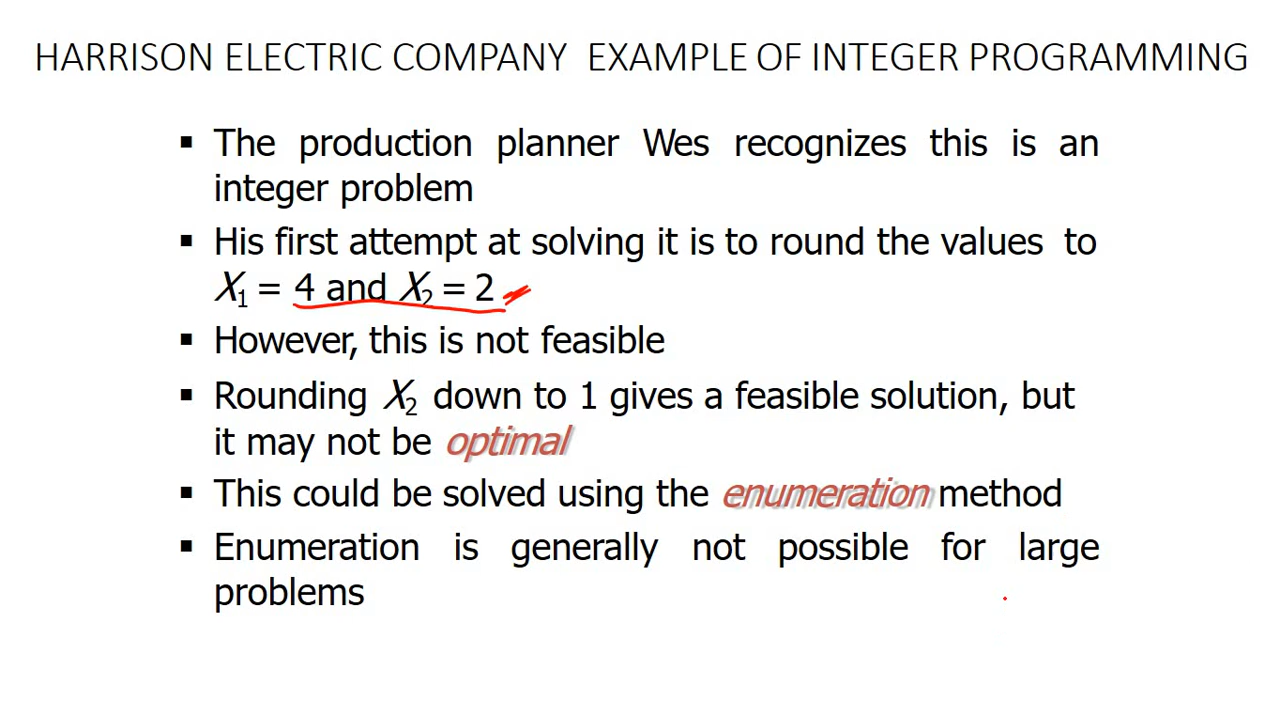 HARRISON ELECTRIC COMPANY EXAMPLE OF INTEGER PROGRAMMING
▪ The production planner Wes recognizes this is an
integer problem
▪ His first attempt at solving it is to round the values to
X₁ = 4 and X₂ = 2
▪ However, this is not feasible
▪ Rounding X₂ down to 1 gives a feasible solution, but
it may not be optimal
▪ This could be solved using the enumeration method
▪ Enumeration is generally not possible for large
problems